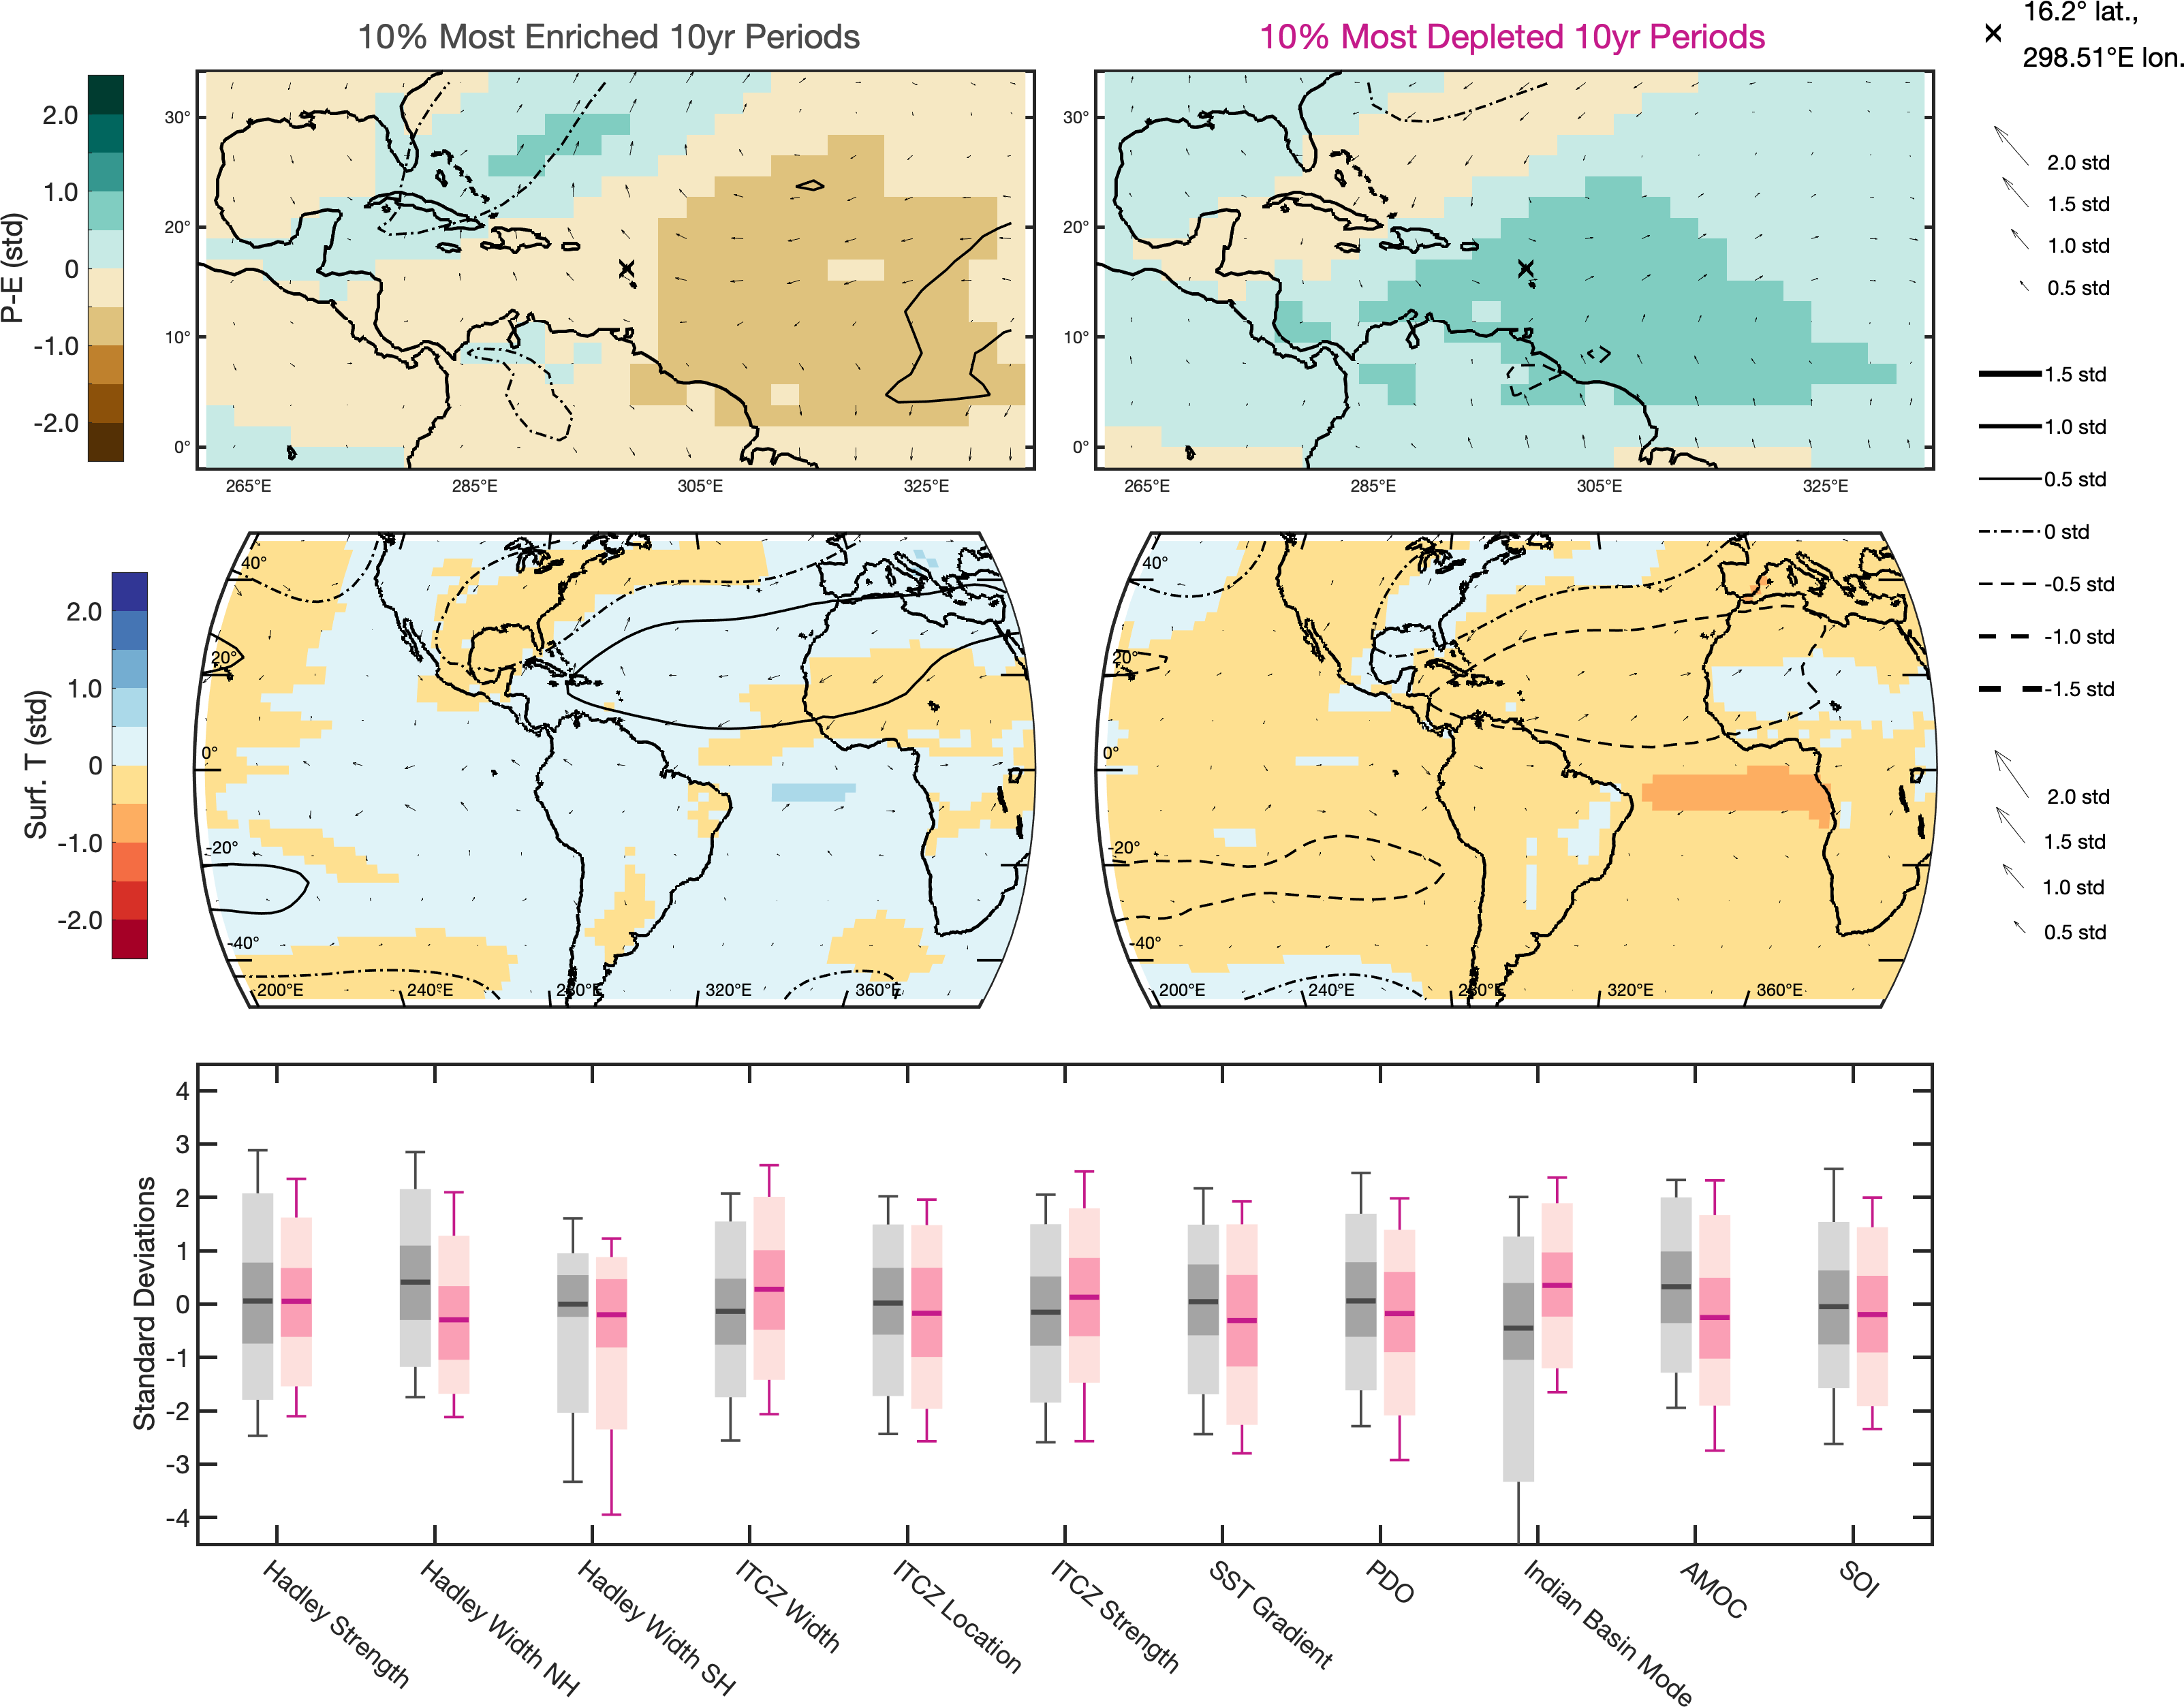 10% Most Enriched 10yr Periods
10% Most Depleted 10yr Periods
16.2° lat.,
298.51°E lon.
P-E (std)
2.0
1.0
0
-1.0
-2.0
30°
20°
10°
0°
265°E
285°E
305°E
325°E
30°
20°
10°
0°
265°E
285°E
305°E
325°E
2.0 std
1.5 std
1.0 std
0.5 std
1.5 std
1.0 std
0.5 std
0 std
-0.5 std
-1.0 std
-1.5 std
Surf. T (std)
2.0
1.0
0
-1.0
-2.0
40°
20°
0°
-20°
-40°
200°E
240°E
280°E
320°E
360°E
40°
20°
0°
-20°
-40°
200°E
240°E
280°E
320°E
360°E
2.0 std
1.5 std
1.0 std
0.5 std
Standard Deviations
4
3
2
1
0
-1
-2
-3
-4
Hadley Strength
Hadley Width NH
Hadley Width SH
ITCZ Width
ITCZ Location
ITCZ Strength
SST Gradient
PDO
Indian Basin Mode
AMOC
SOI